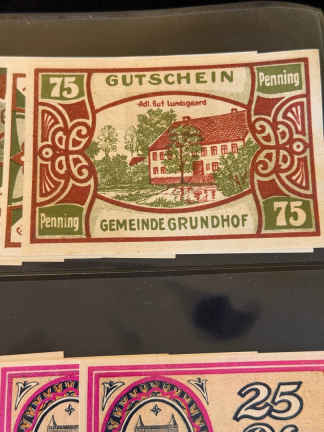 75 GUTSCHEIN Penning
Adl. Gut Lundsgaard
Penning GEMEINDE GRUNDHOF 75
25